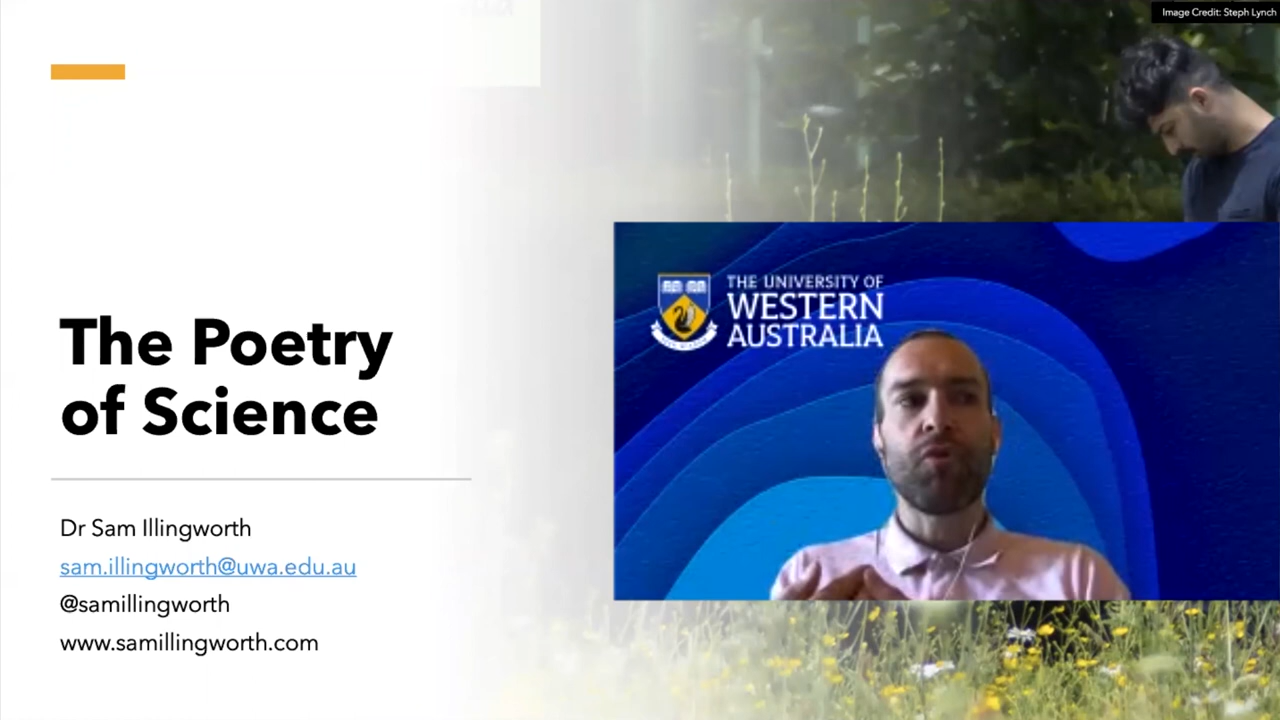 Image Credit: Steph Lynch
THE UNIVERSITY OF
WESTERN
AUSTRALIA
The Poetry
of Science
Dr Sam Illingworth
sam.illingworth@uwa.edu.au
@samillingworth
www.samillingworth.com